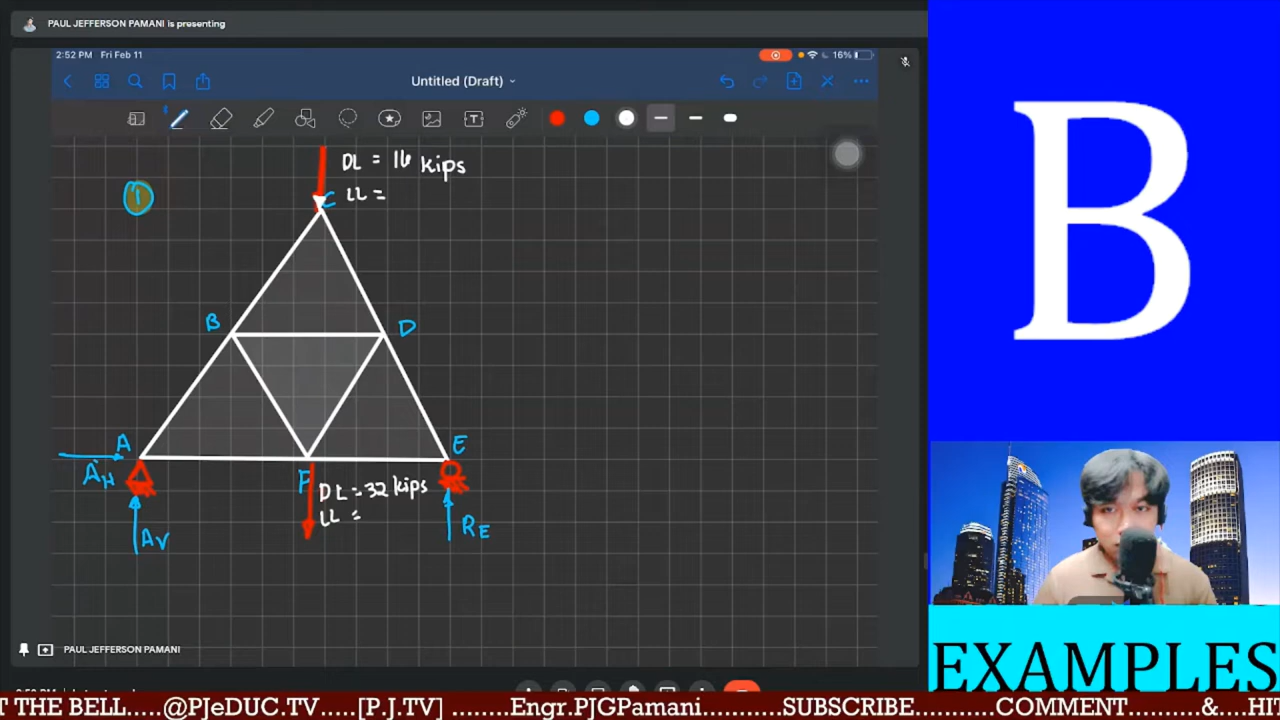 PAUL JEFFERSON PAMANI is presenting
2:52 PM Fri Feb 11
16%
Untitled (Draft)
T
1
DL = 16 kips
LL =
C
B
D
A
E
AH
F
DL = 32 kips
LL =
AV
RE
PAUL JEFFERSON PAMANI
B
EXAMPLES
T THE BELL.....@PJeDUC.TV.....[P.J.TV] ........Engr.PJGPamani...........SUBSCRIBE..........COMMENT..........&....HI